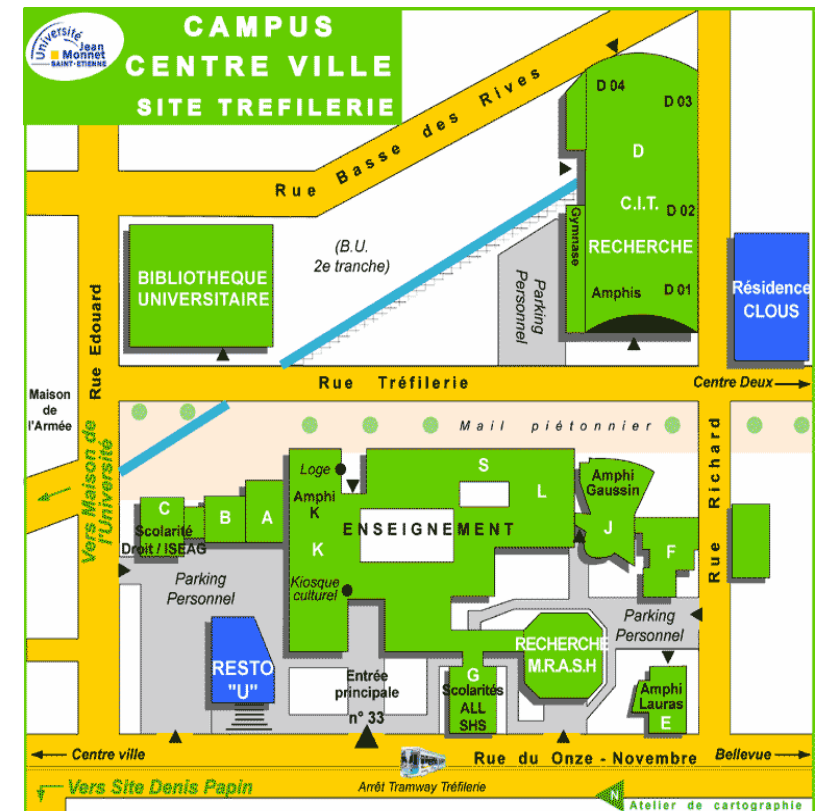 Université
Jean
Monnet
SAINT-ETIENNE
CAMPUS
CENTRE VILLE
SITE TREFILERIE
Rue Basse des Rives
D 04
D 03
D
C.I.T.
D 02
RECHERCHE
Gymnase
Amphis
D 01
(B.U.
2e tranche)
Parking
Personnel
BIBLIOTHEQUE
UNIVERSITAIRE
Résidence
CLOUS
Rue Edouard
Rue Tréfilerie
Centre Deux
Maison
de
l'Armée
Mail piétonnier
Vers Maison de
l'Université
Rue Richard
Loge
S
Amphi
K
L
Amphi
Gaussin
C
B
A
Scolarité
Droit / ISEAG
ENSEIGNEMENT
K
J
F
Parking
Personnel
Kiosque
culturel
Parking
Personnel
RECHERCHE
M.R.A.S.H
RESTO
"U"
Entrée
principale
n° 33
G
Scolarités
ALL
SHS
Amphi
Lauras
E
Centre ville
Rue du Onze - Novembre
Bellevue
Vers Site Denis Papin
Arrêt Tramway Tréfilerie
N
Atelier de cartographie